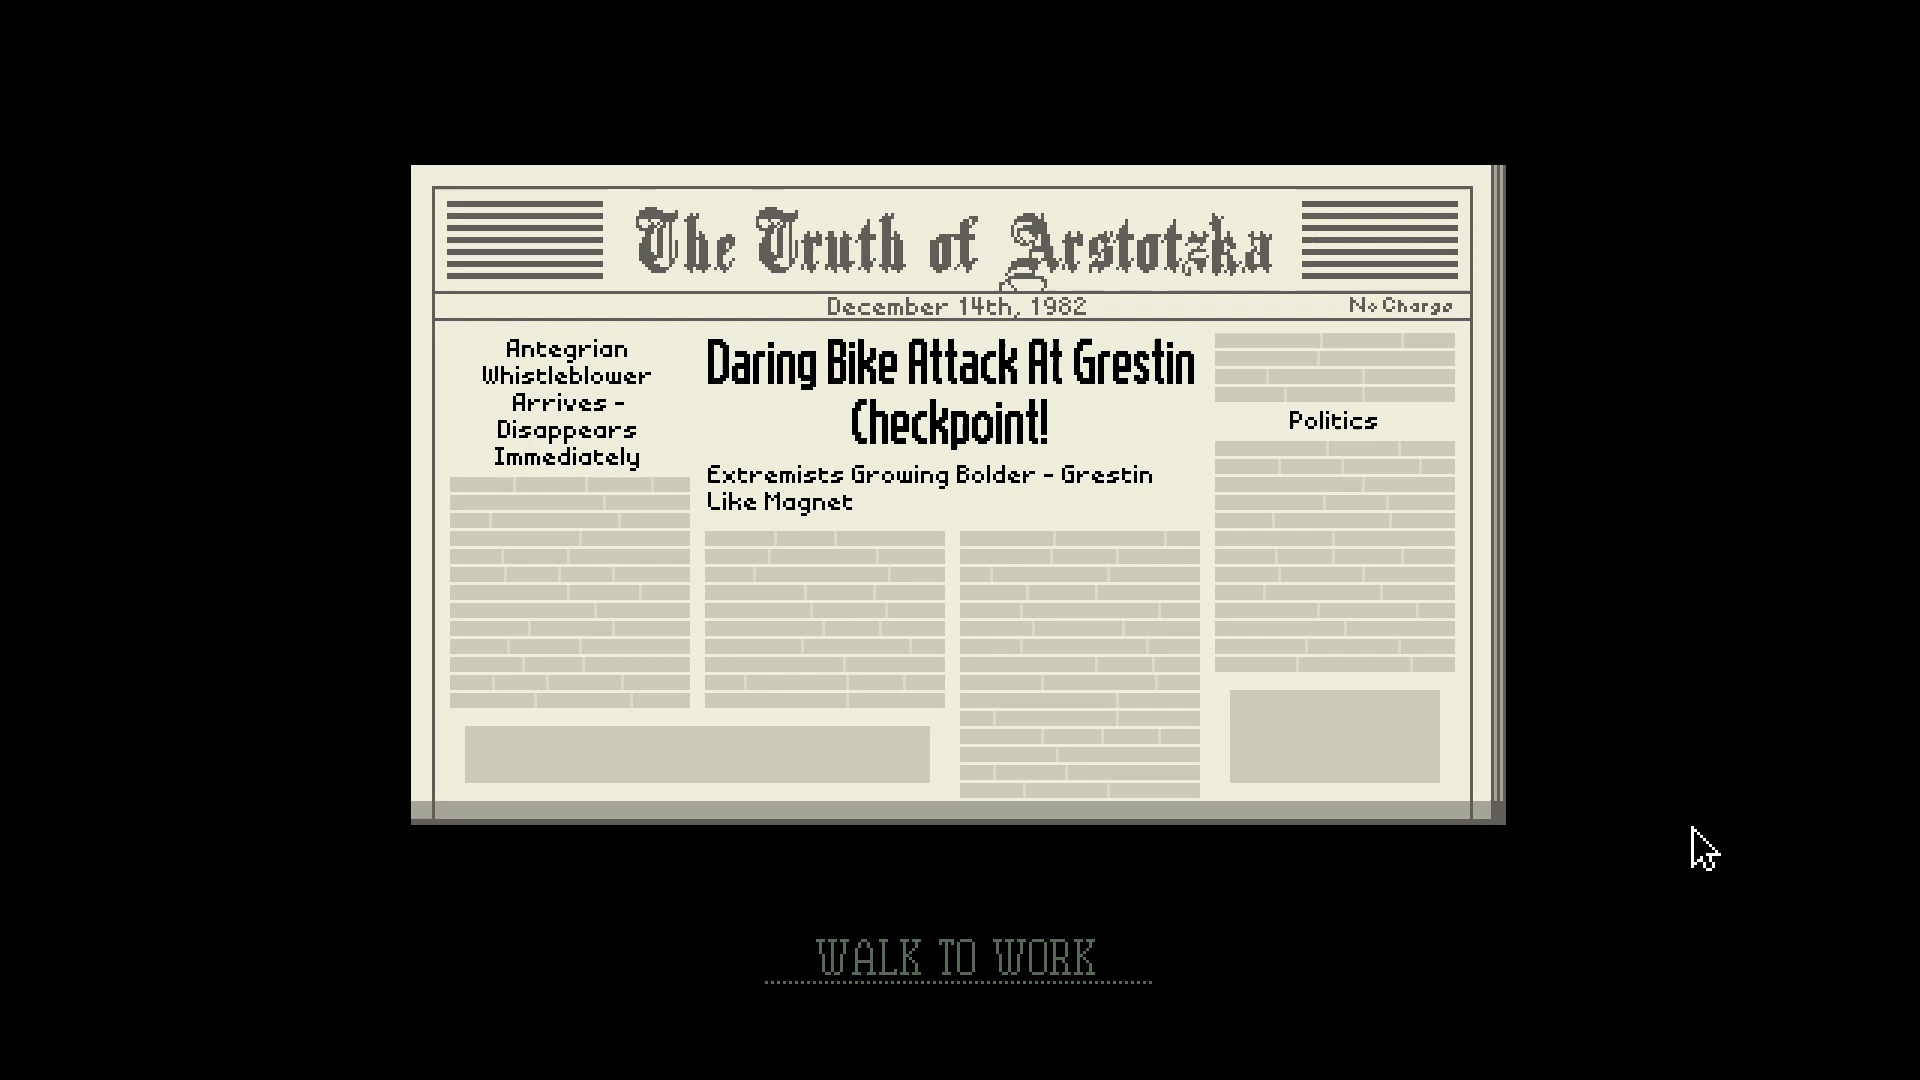 The Truth of Arstotzka
December 14th, 1982
No Charge
Antegrian
Whistleblower
Arrives -
Disappears
Immediately
Daring Bike Attack At Grestin
Checkpoint!
Extremists Growing Bolder - Grestin
Like Magnet
Politics
WALK TO WORK